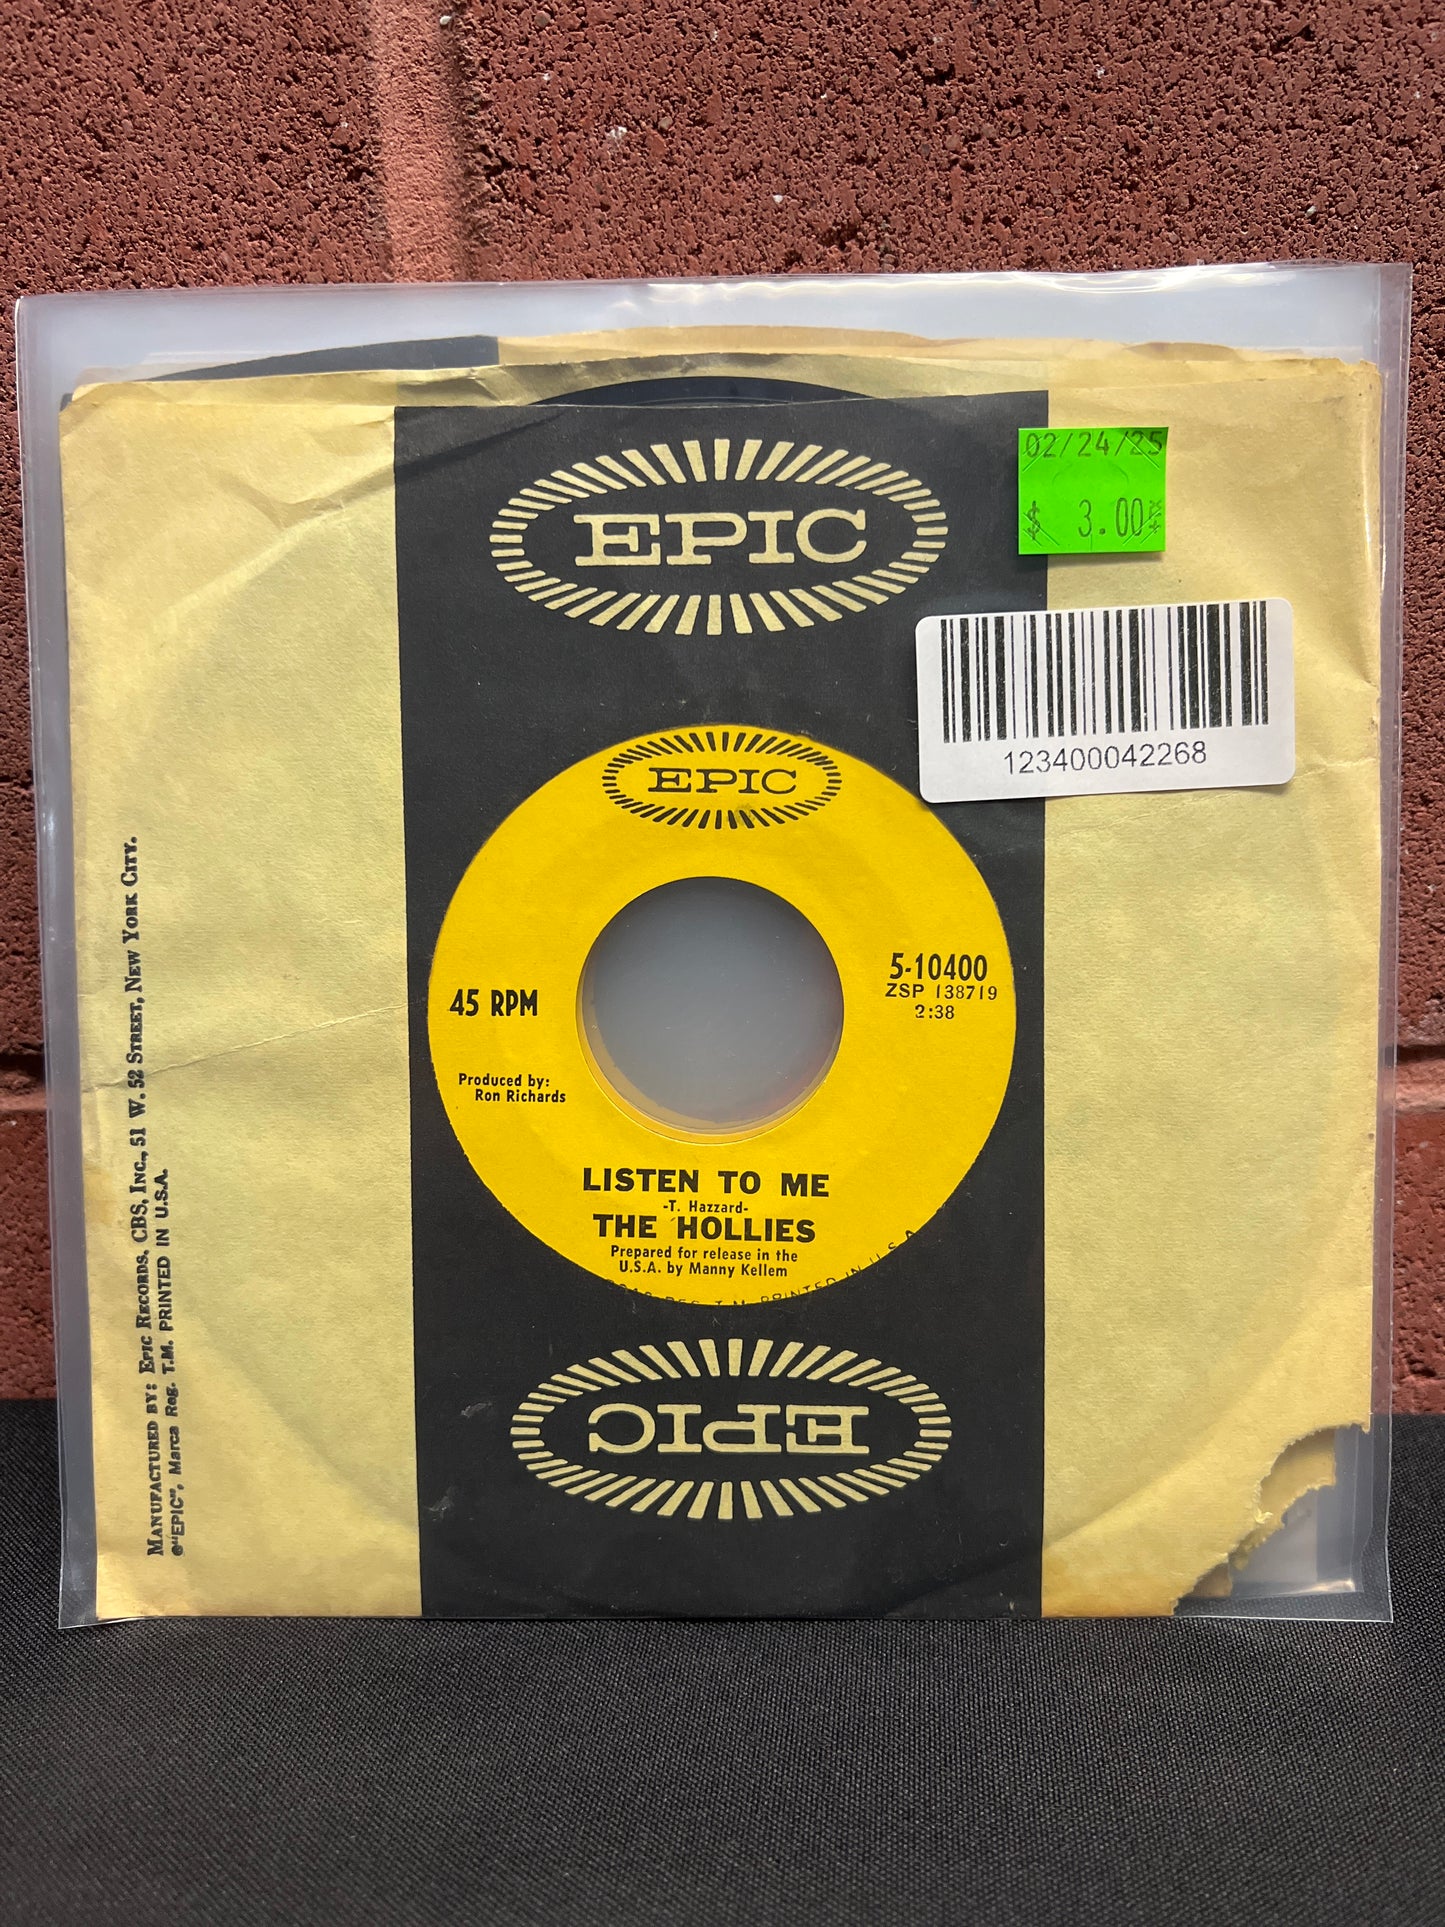 EPIC
02/24/25
$ 3.00
123400042268
EPIC
45 RPM
5-10400
ZSP 138719
2:38
Produced by:
Ron Richards
LISTEN TO ME
-T. Hazzard-
THE HOLLIES
Prepared for release in the
U.S.A. by Manny Kellem
T.M. PRINTED IN U.S.A.
EPIC
MANUFACTURED BY: EPIC RECORDS, CBS, INC., 51 W. 52 STREET, NEW YORK CITY.
®"EPIC", Marca Reg. T.M. PRINTED IN U.S.A.